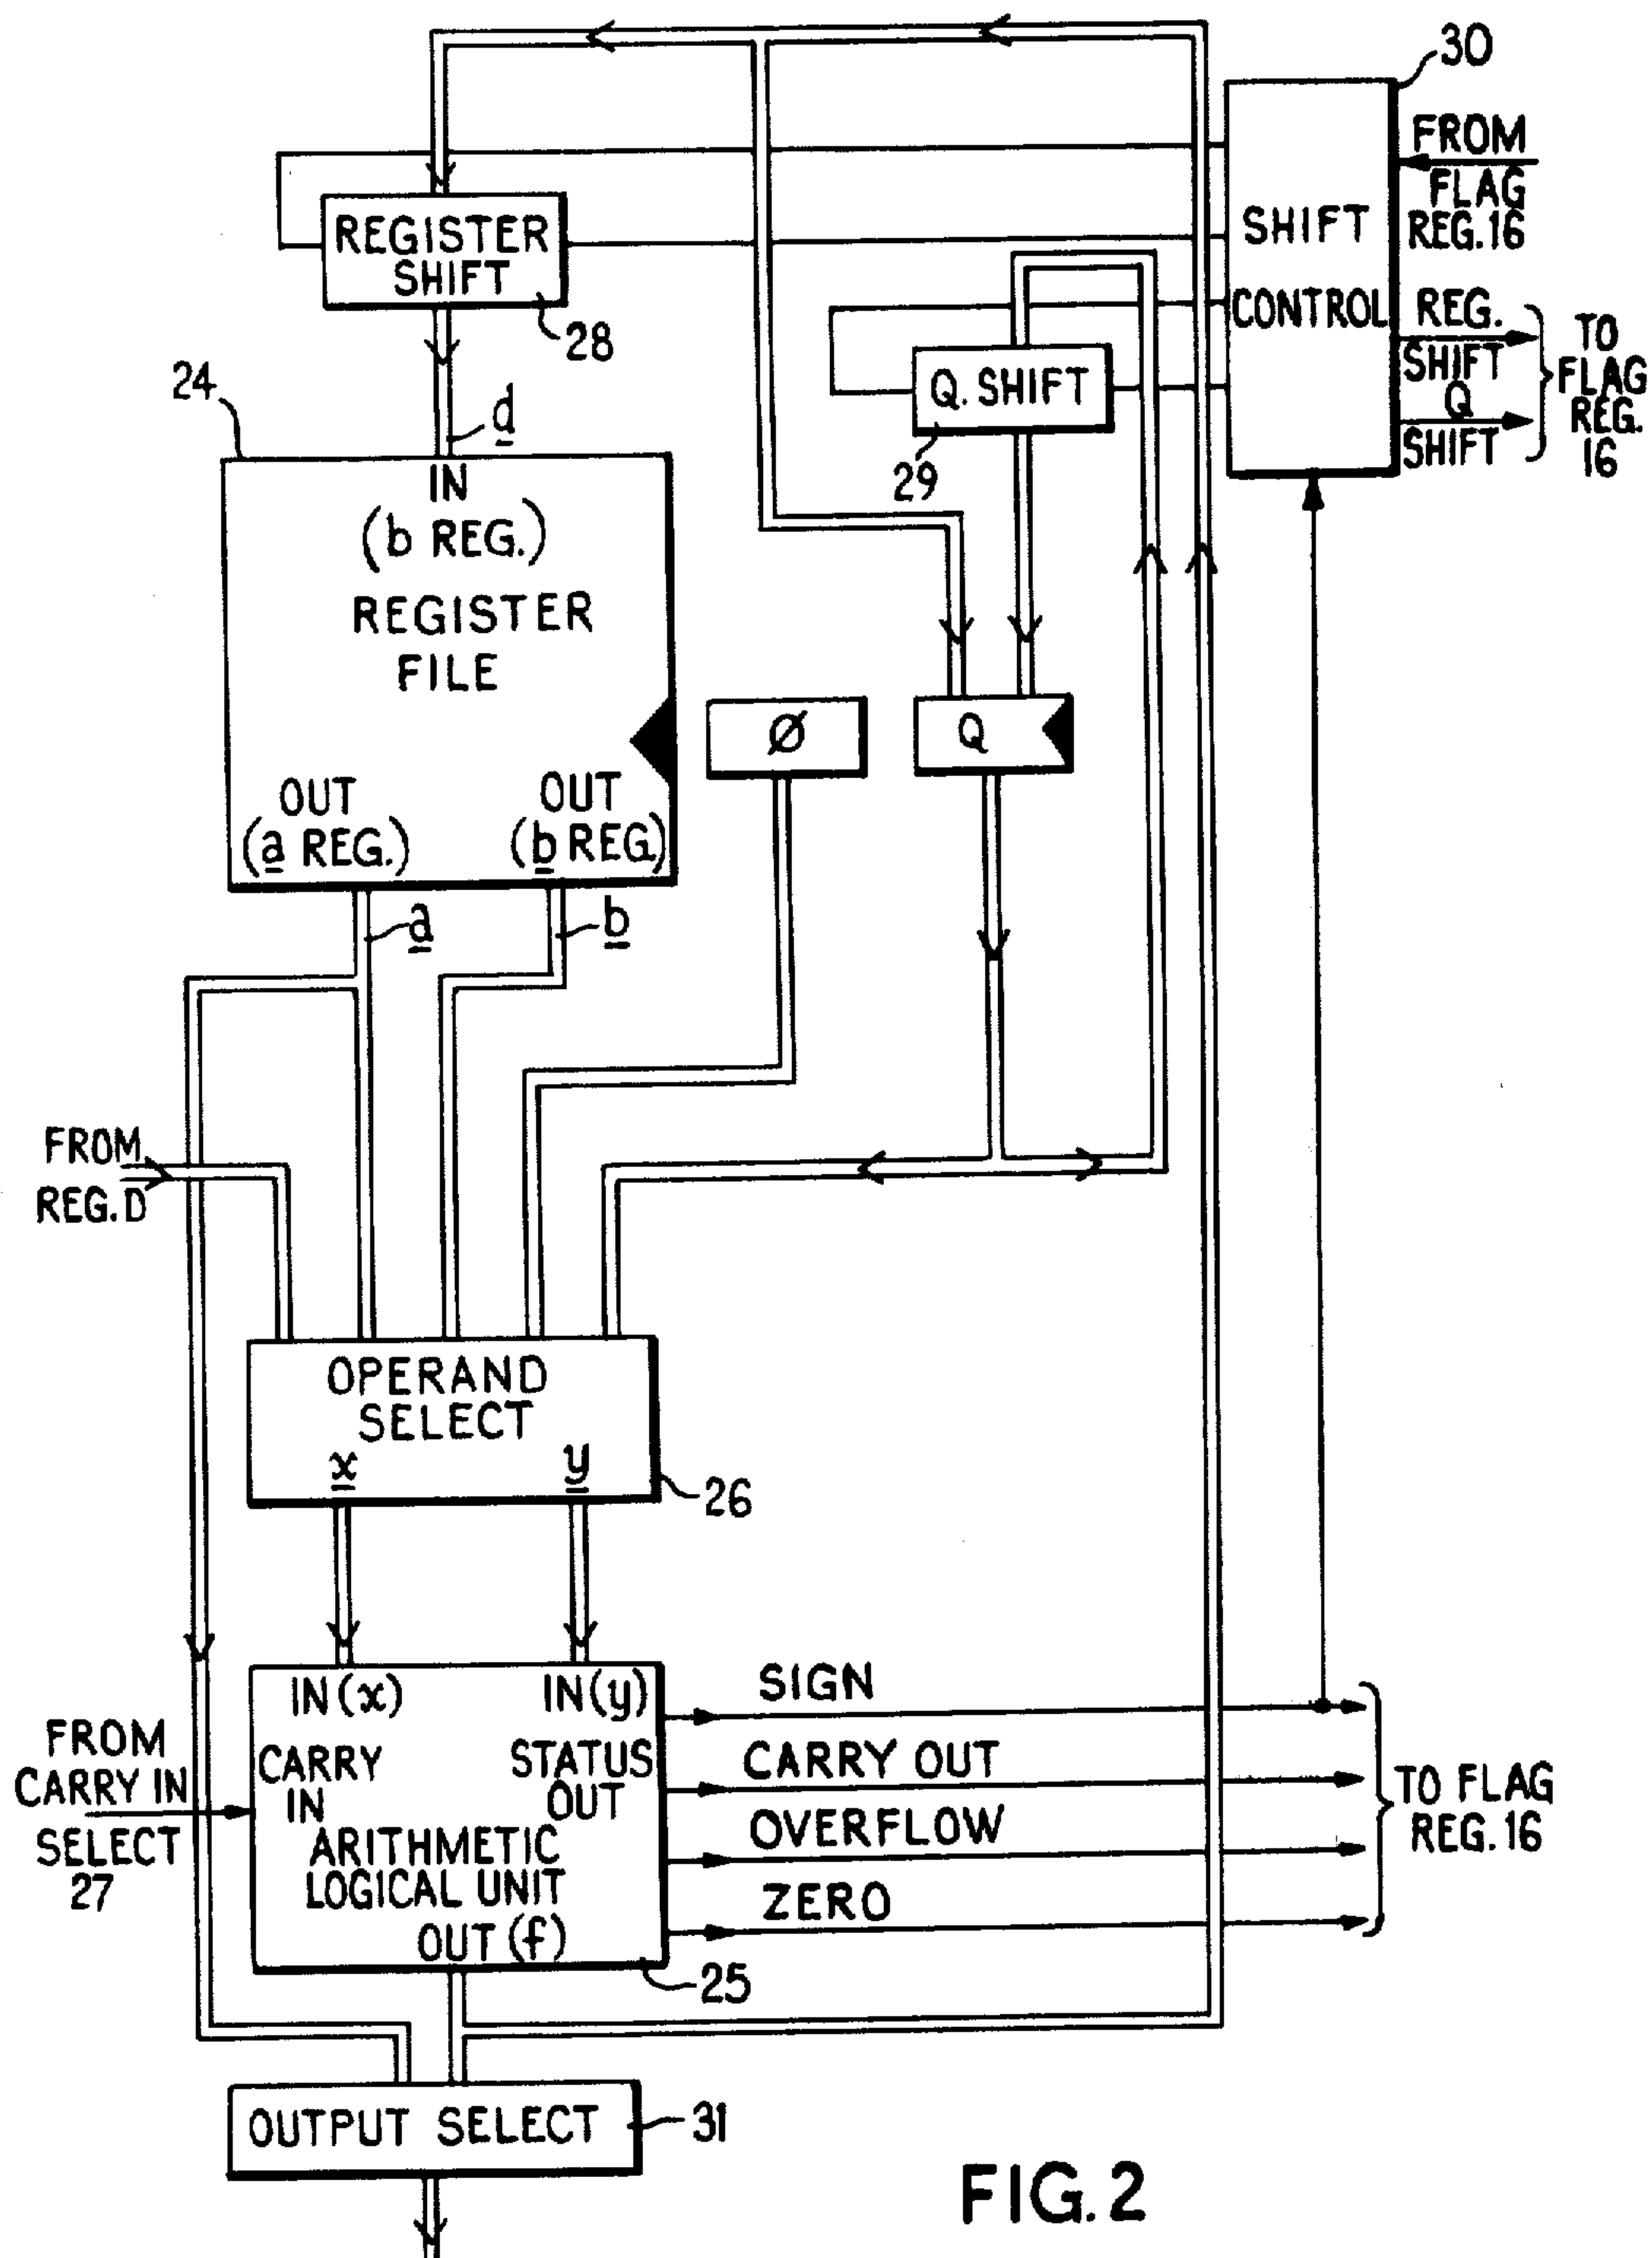 30
FROM
FLAG
REG.16
SHIFT
CONTROL
REG.
SHIFT
Q
SHIFT
TO
FLAG
REG.
16
REGISTER
SHIFT
28
Q. SHIFT
29
24
d
IN
(b REG.)
REGISTER
FILE
OUT
(a REG.)
OUT
(b REG.)
Ø
Q
a
b
FROM
REG. D
OPERAND
SELECT
x
y
26
IN (x)
IN (y)
FROM
CARRY IN
SELECT
27
CARRY
IN
STATUS
OUT
ARITHMETIC
LOGICAL UNIT
OUT (f)
25
SIGN
CARRY OUT
OVERFLOW
ZERO
TO FLAG
REG. 16
OUTPUT SELECT
31
FIG. 2